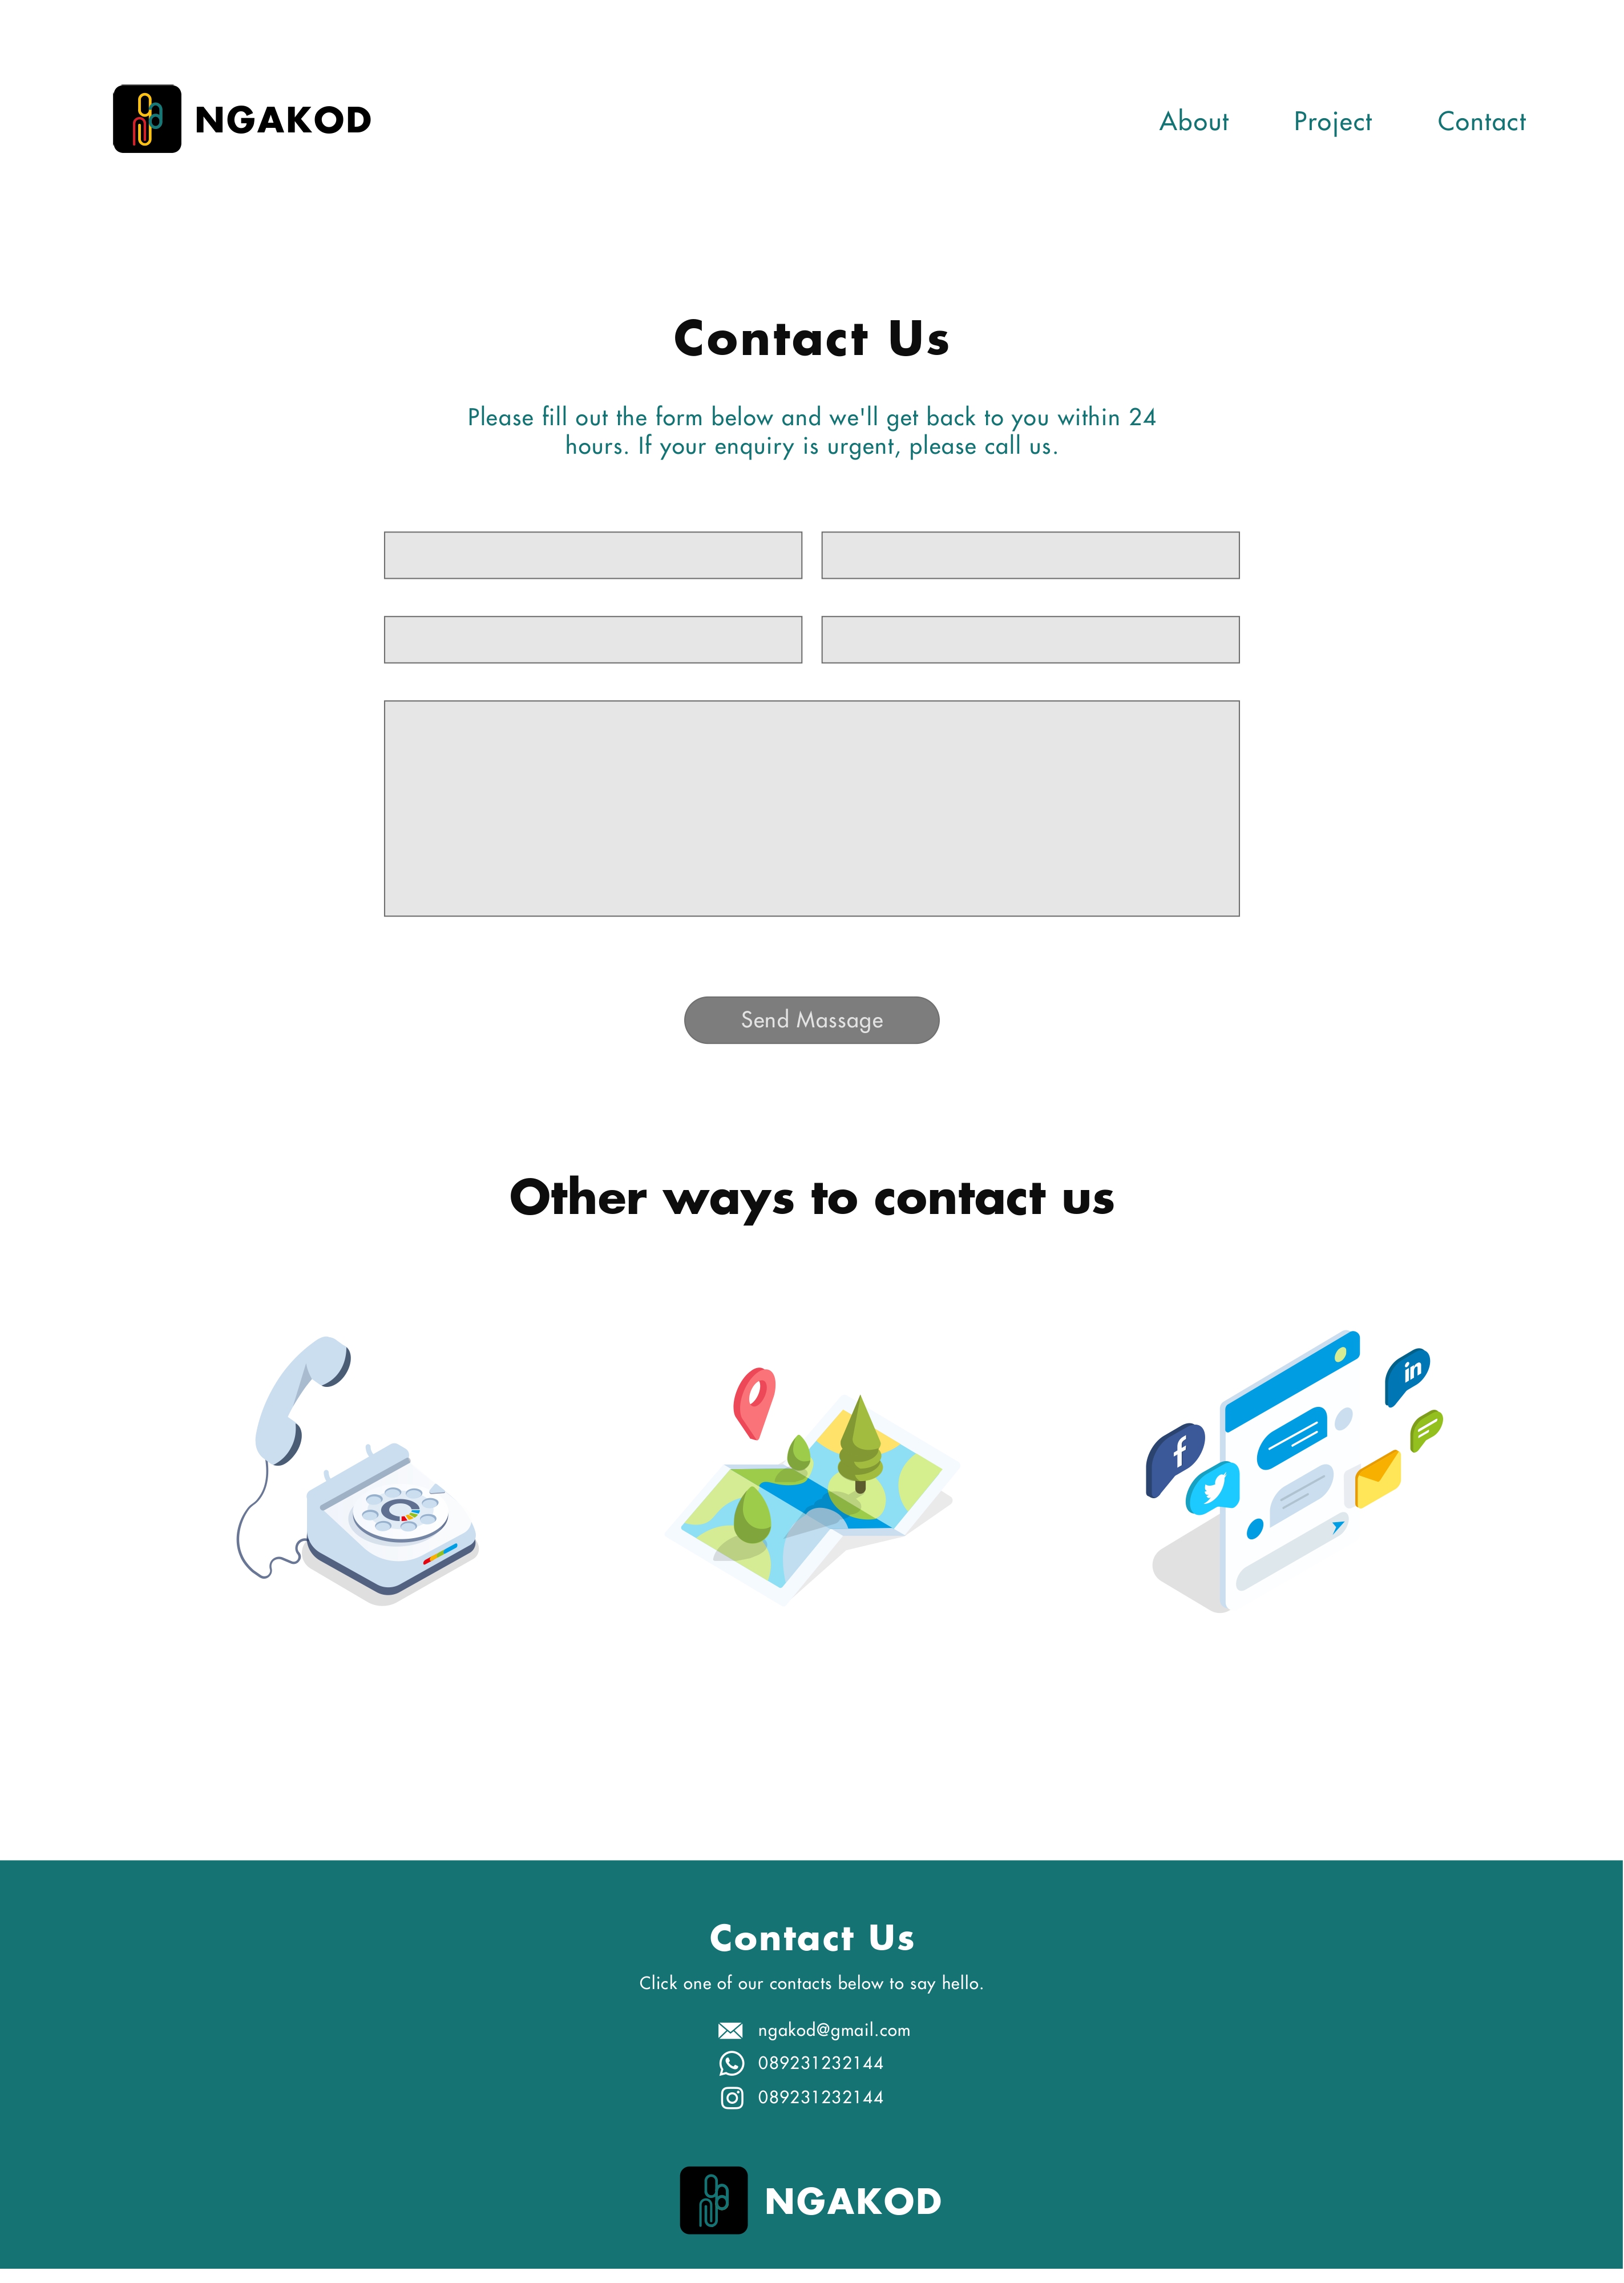 NGAKOD
About Project Contact
Contact Us
Please fill out the form below and we'll get back to you within 24
hours. If your enquiry is urgent, please call us.
Send Massage
Other ways to contact us
f
in
Contact Us
Click one of our contacts below to say hello.
ngakod@gmail.com
089231232144
089231232144
NGAKOD